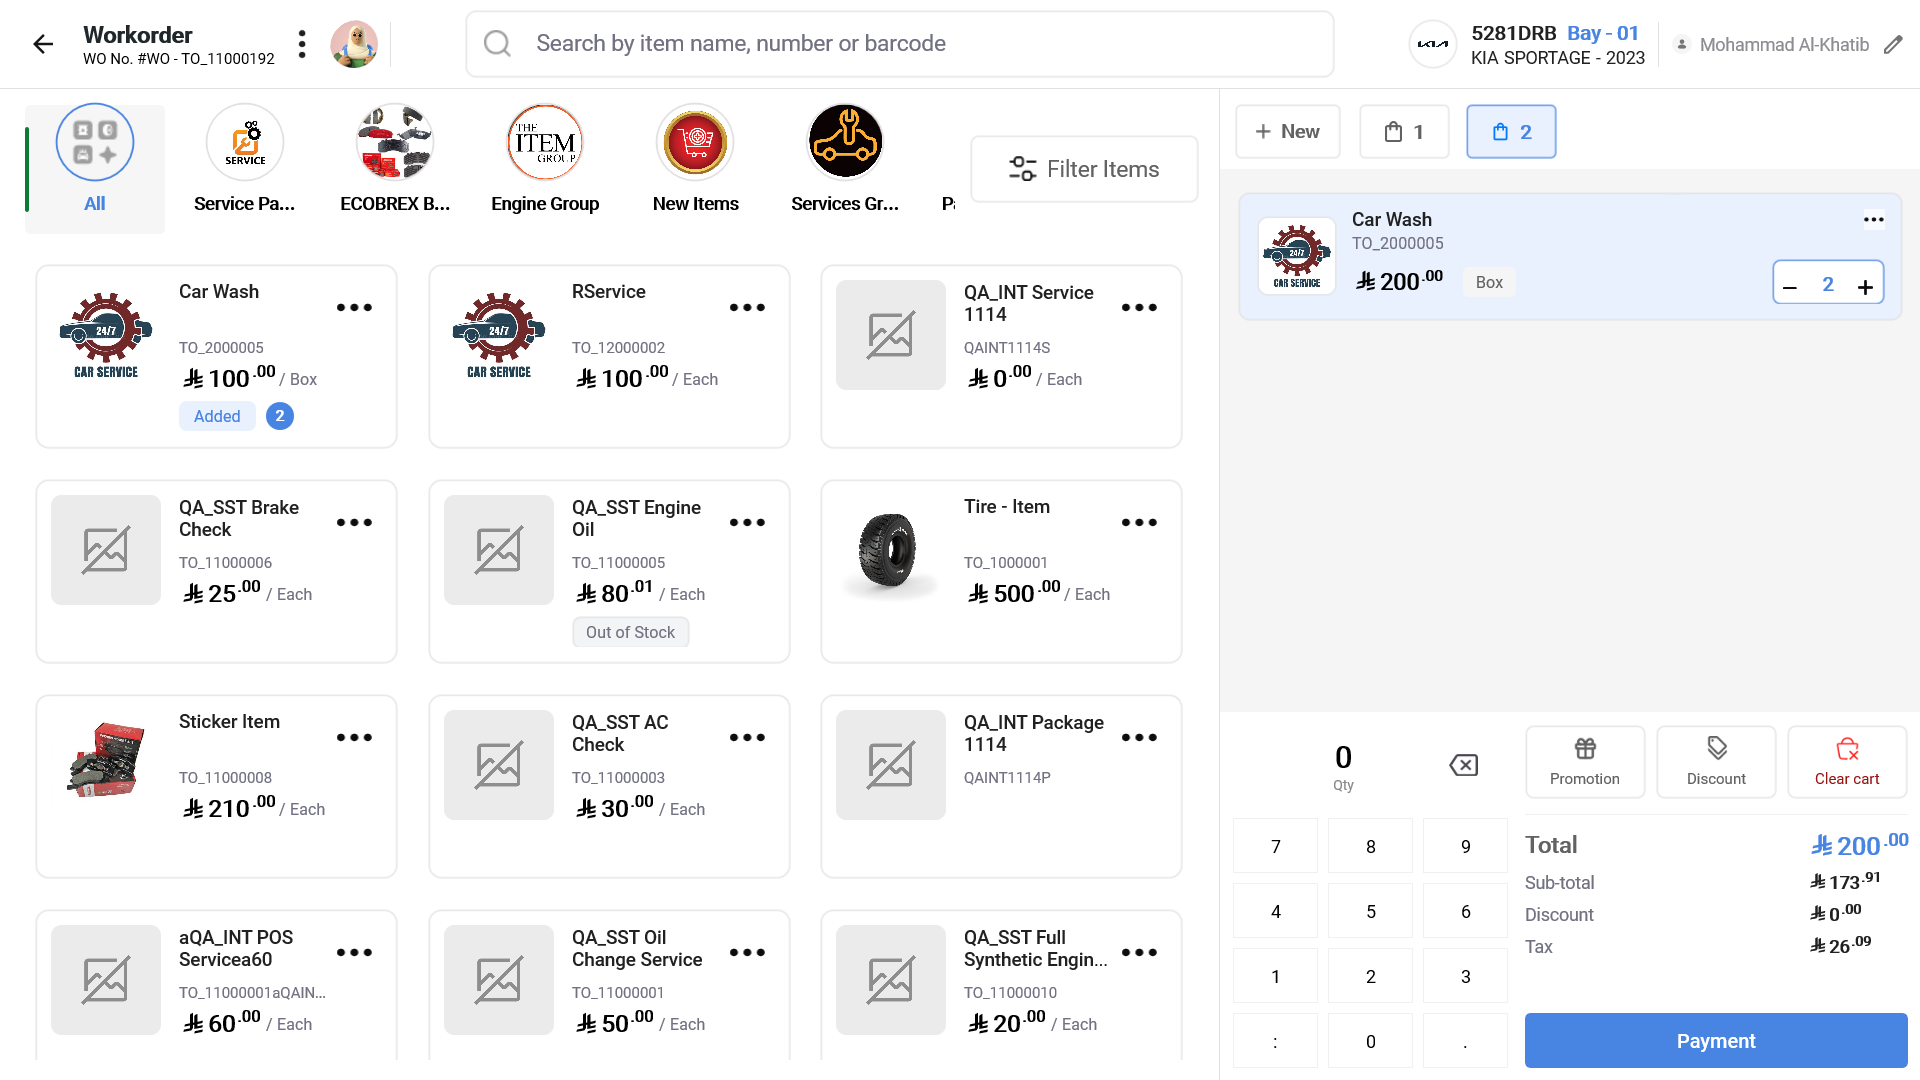 Workorder
WO No. #WO - TO_11000192
Search by item name, number or barcode
5281DRB Bay - 01
KIA SPORTAGE - 2023
Mohammad Al-Khatib
All
SERVICE
Service Pa...
ECOBREX B...
THE
ITEM
GROUP
Engine Group
New Items
Services Gr...
Filter Items
+ New
1
2
Car Wash
TO_2000005
24/7
CAR SERVICE
200.00
Box
− 2 +
Car Wash
24/7
CAR SERVICE
TO_2000005
100.00 / Box
Added 2
RService
24/7
CAR SERVICE
TO_12000002
100.00 / Each
QA_INT Service
1114
QAINT1114S
0.00 / Each
QA_SST Brake
Check
TO_11000006
25.00 / Each
QA_SST Engine
Oil
TO_11000005
80.01 / Each
Out of Stock
Tire - Item
TO_1000001
500.00 / Each
Sticker Item
TO_11000008
210.00 / Each
QA_SST AC
Check
TO_11000003
30.00 / Each
QA_INT Package
1114
QAINT1114P
aQA_INT POS
Servicea60
TO_11000001aQAIN...
60.00 / Each
QA_SST Oil
Change Service
TO_11000001
50.00 / Each
QA_SST Full
Synthetic Engin...
TO_11000010
20.00 / Each
0
Qty
Promotion
Discount
Clear cart
7 8 9
4 5 6
1 2 3
: 0 .
Total 200.00
Sub-total 173.91
Discount 0.00
Tax 26.09
Payment